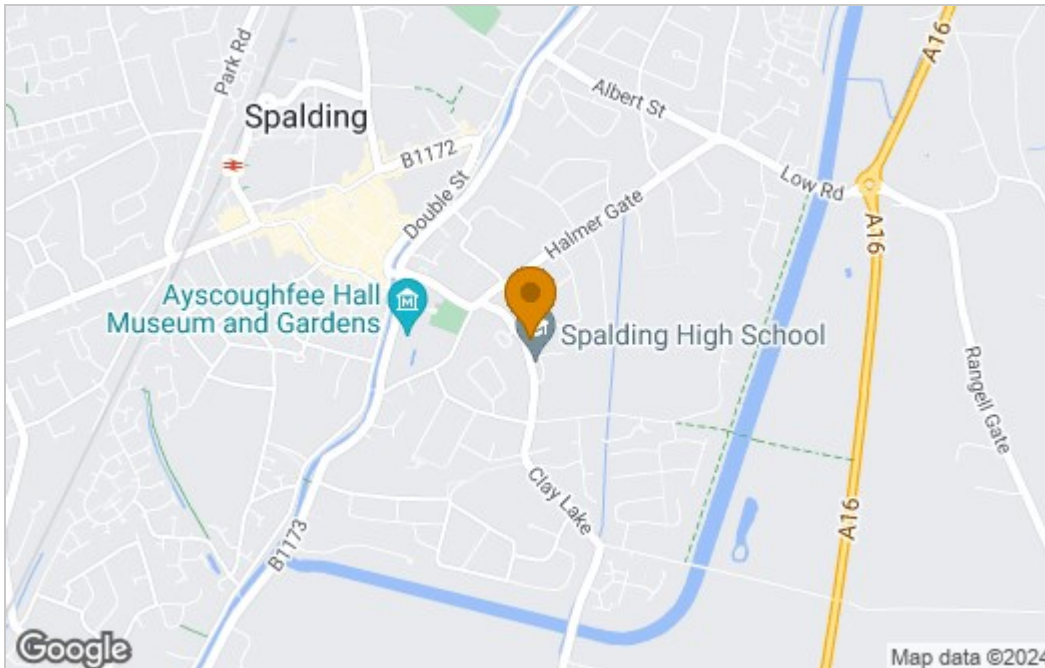 A16
Park Rd
Albert St
Spalding
B1172
Low Rd
Double St
Halmer Gate
A16
Ayscoughfee Hall
Museum and Gardens
Spalding High School
Rangell Gate
Clay Lake
A16
B1173
Google
Map data ©2024